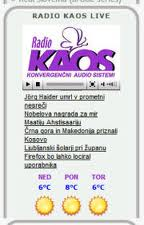 RADIO KAOS LIVE
Radio
KAOS
KONVERGENČNI AUDIO SISTEMI
Jörg Haider umrl v prometni
nesreči
Nobelova nagrada za mir
Maatiju Ahstisaariju
Črna gora in Makedonija priznali
Kosovo
Ljubljanski šolarji pri županu
Firefox bo lahko lociral
uporabnika
NED PON TOR
6°C 8°C 6°C